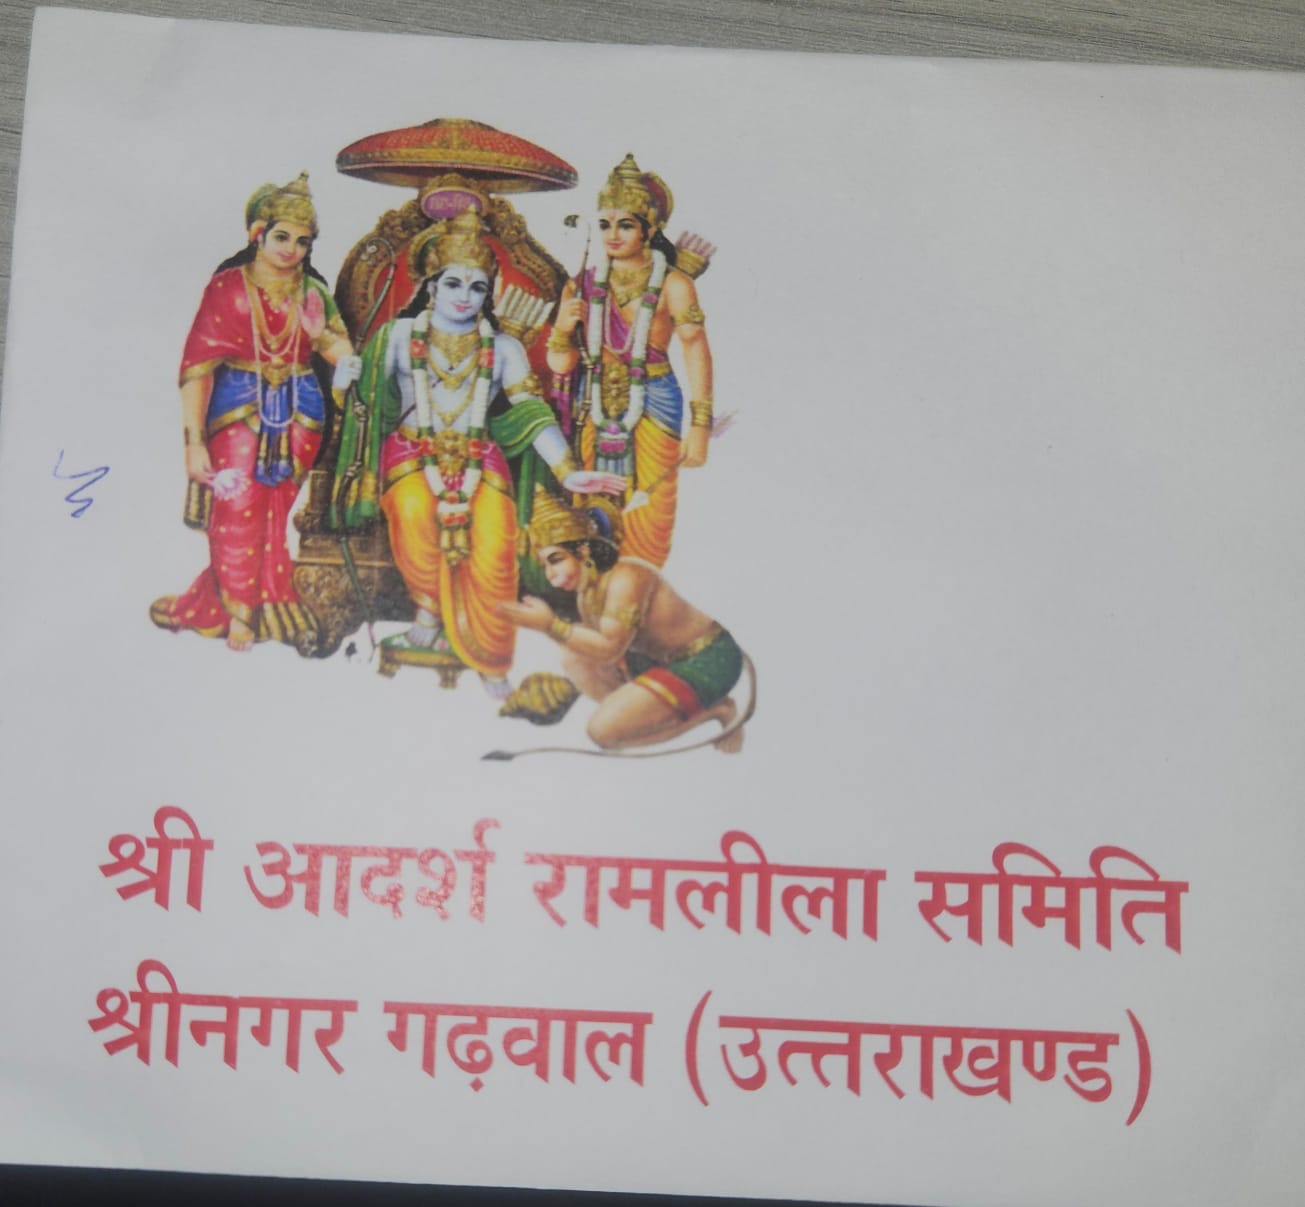 श्री आदर्श रामलीला समिति
श्रीनगर गढ़वाल (उत्तराखण्ड)